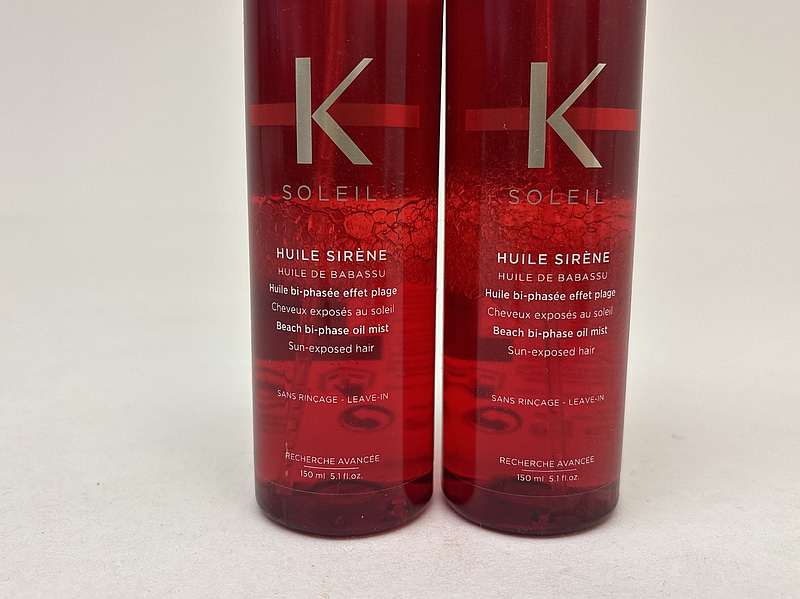 K
SOLEIL
HUILE SIRÈNE
HUILE DE BABASSU
Huile bi-phasée effet plage
Cheveux exposés au soleil
Beach bi-phase oil mist
Sun-exposed hair
SANS RINÇAGE - LEAVE-IN
RECHERCHE AVANCÉE
150 ml 5.1 fl.oz.
K
SOLEIL
HUILE SIRÈNE
HUILE DE BABASSU
Huile bi-phasée effet plage
Cheveux exposés au soleil
Beach bi-phase oil mist
Sun-exposed hair
SANS RINÇAGE - LEAVE-IN
RECHERCHE AVANCÉE
150 ml 5.1 fl.oz.